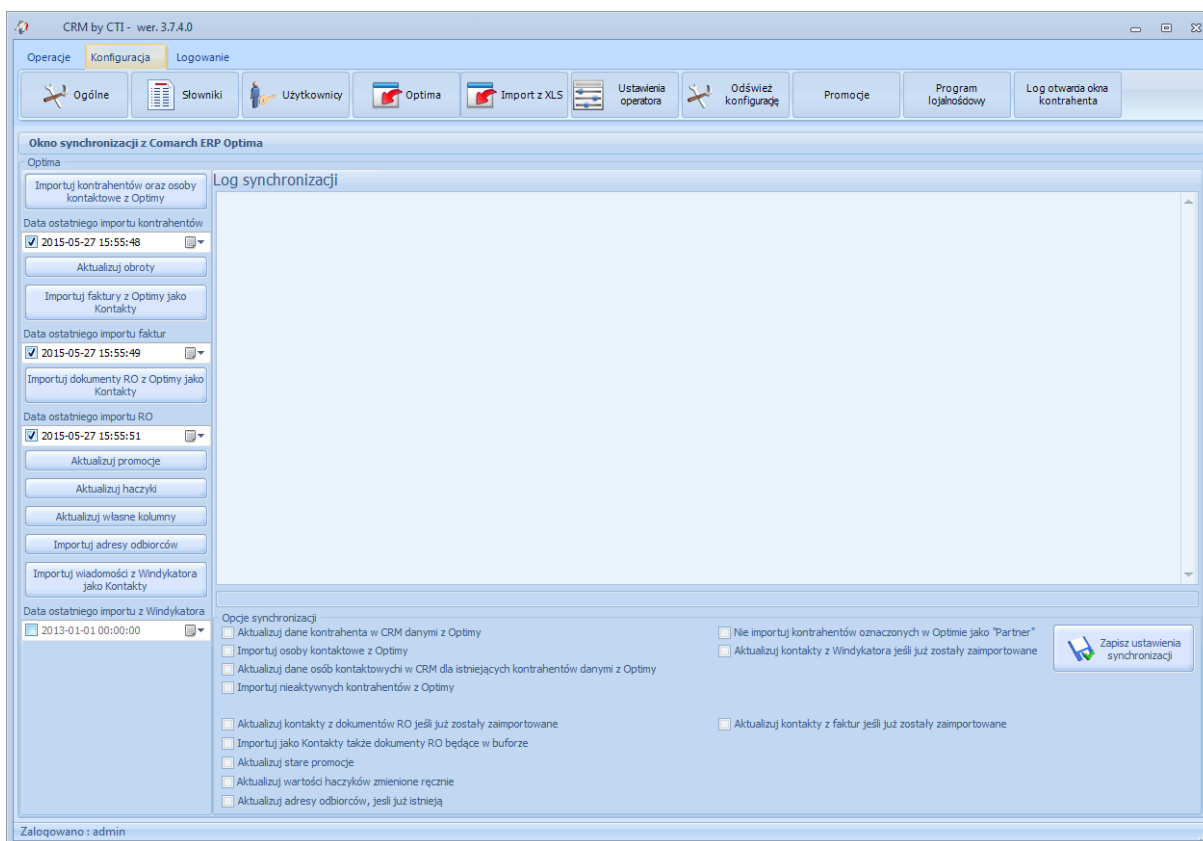 CRM by CTI - wer. 3.7.4.0
Operacje Konfiguracja Logowanie
Ogólne Słowniki Użytkownicy Optima Import z XLS Ustawienia operatora Odśwież konfigurację Promocje Program lojalnościowy Log otwarcia okna kontrahenta
Okno synchronizacji z Comarch ERP Optima
Optima
Importuj kontrahentów oraz osoby
kontaktowe z Optimy
Data ostatniego importu kontrahentów
2015-05-27 15:55:48
Aktualizuj obroty
Importuj faktury z Optimy jako
Kontakty
Data ostatniego importu faktur
2015-05-27 15:55:49
Importuj dokumenty RO z Optimy jako
Kontakty
Data ostatniego importu RO
2015-05-27 15:55:51
Aktualizuj promocje
Aktualizuj haczyki
Aktualizuj własne kolumny
Importuj adresy odbiorców
Importuj wiadomości z Windykatora
jako Kontakty
Data ostatniego importu z Windykatora
2013-01-01 00:00:00
Log synchronizacji
Opcje synchronizacji
Aktualizuj dane kontrahenta w CRM danymi z Optimy
Importuj osoby kontaktowe z Optimy
Aktualizuj dane osób kontaktowychi w CRM dla istniejących kontrahentów danymi z Optimy
Importuj nieaktywnych kontrahentów z Optimy
Aktualizuj kontakty z dokumentów RO jeśli już zostały zaimportowane
Importuj jako Kontakty także dokumenty RO będące w buforze
Aktualizuj stare promocje
Aktualizuj wartości haczyków zmienione ręcznie
Aktualizuj adresy odbiorców, jesli już istnieją
Nie importuj kontrahentów oznaczonych w Optimie jako "Partner"
Aktualizuj kontakty z Windykatora jeśli już zostały zaimportowane
Aktualizuj kontakty z faktur jeśli już zostały zaimportowane
Zapisz ustawienia
synchronizacji
Zalogowano : admin